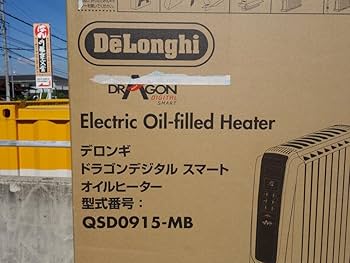 DeLonghi
DRAGON
DIGITAL
SMART
Electric Oil-filled Heater
デロンギ
ドラゴンデジタル スマート
オイルヒーター
型式番号：
QSD0915-MB